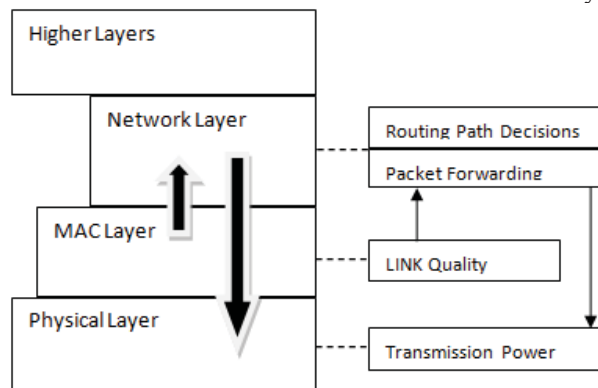 Higher Layers
Network Layer
Routing Path Decisions
Packet Forwarding
MAC Layer
LINK Quality
Physical Layer
Transmission Power